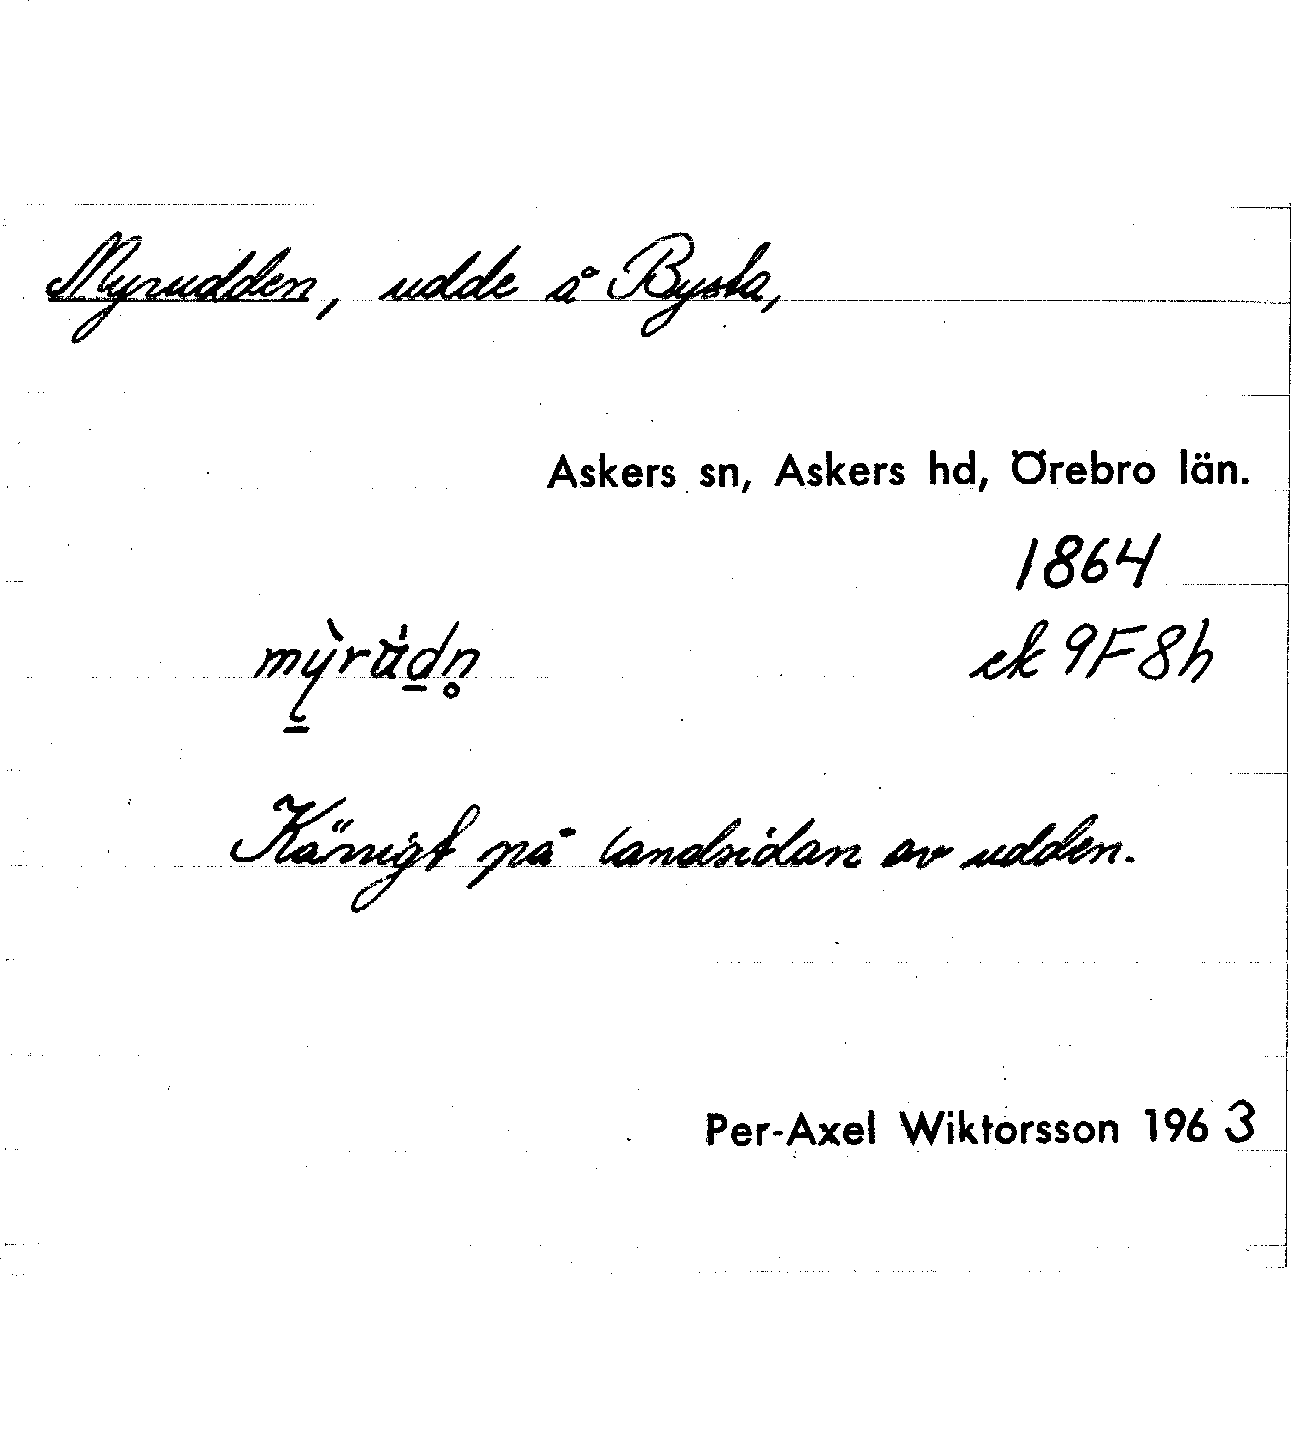 Myrudden, udde å Bysta,
Askers sn, Askers hd, Örebro län.
1864
ek 9F8h
Kärrigt på landsidan av udden.
Per-Axel Wiktorsson 1963